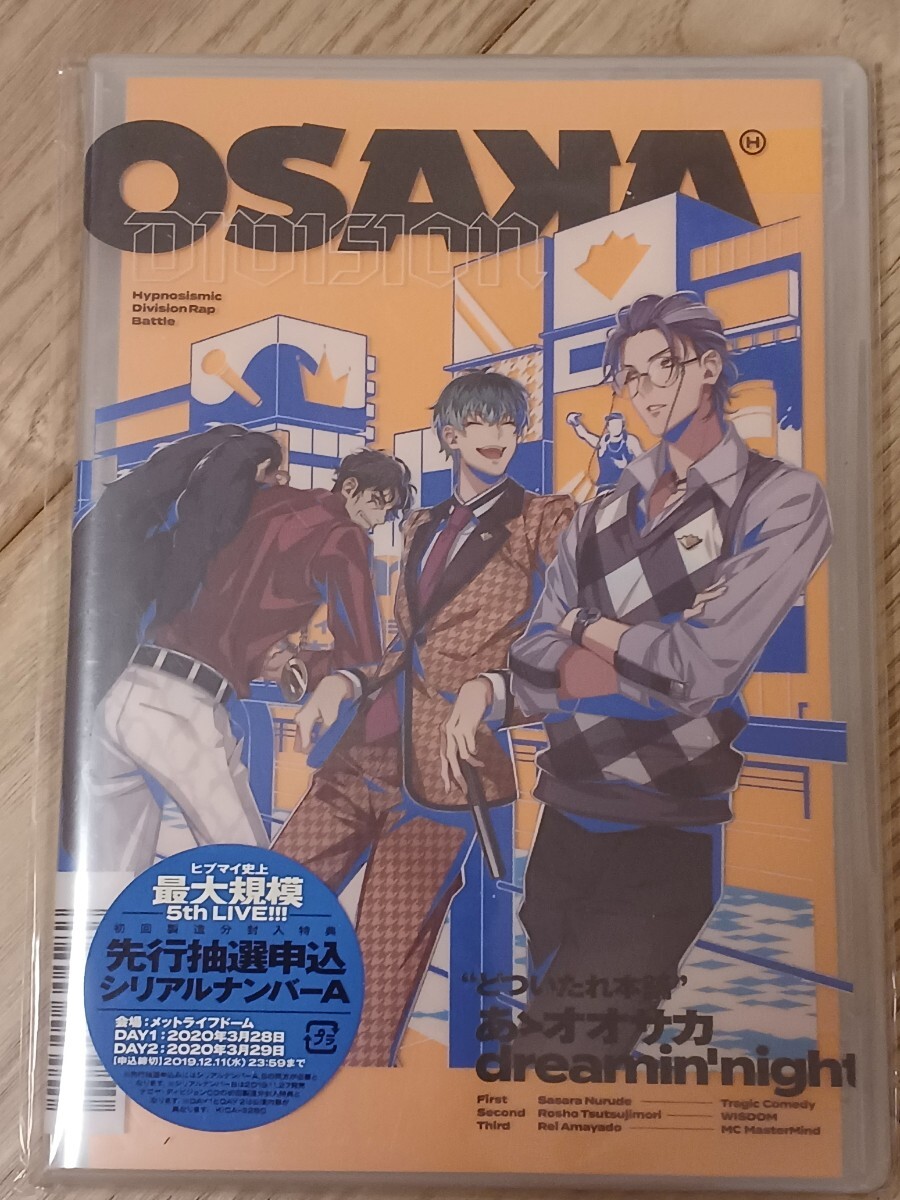 OSAKA
Ⓗ
DIVISION
Hypnosismic
Division Rap
Battle
ヒプマイ史上
最大規模
5th LIVE!!!
初回製造分封入特典
先行抽選申込
シリアルナンバーA
会場：メットライフドーム
DAY1：2020年3月28日
DAY2：2020年3月29日
[申込締切]2019.12.11(水) 23:59まで
プラ
“どついたれ本舗”
あゝオオサカ
dreamin'night
First Sasara Nurude Tragic Comedy
Second Rosho Tsutsujimori WISDOM
Third Rei Amayado MC MasterMind